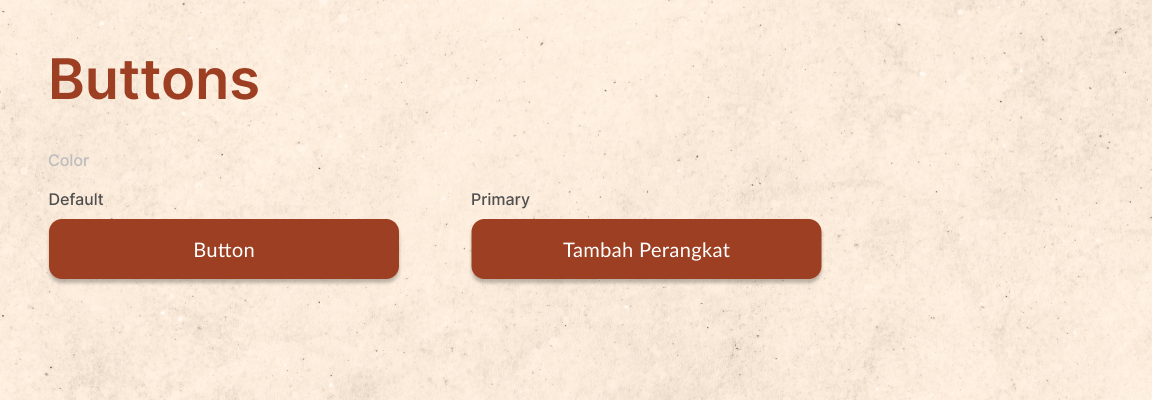 Buttons
Color
Default
Primary
Button
Tambah Perangkat